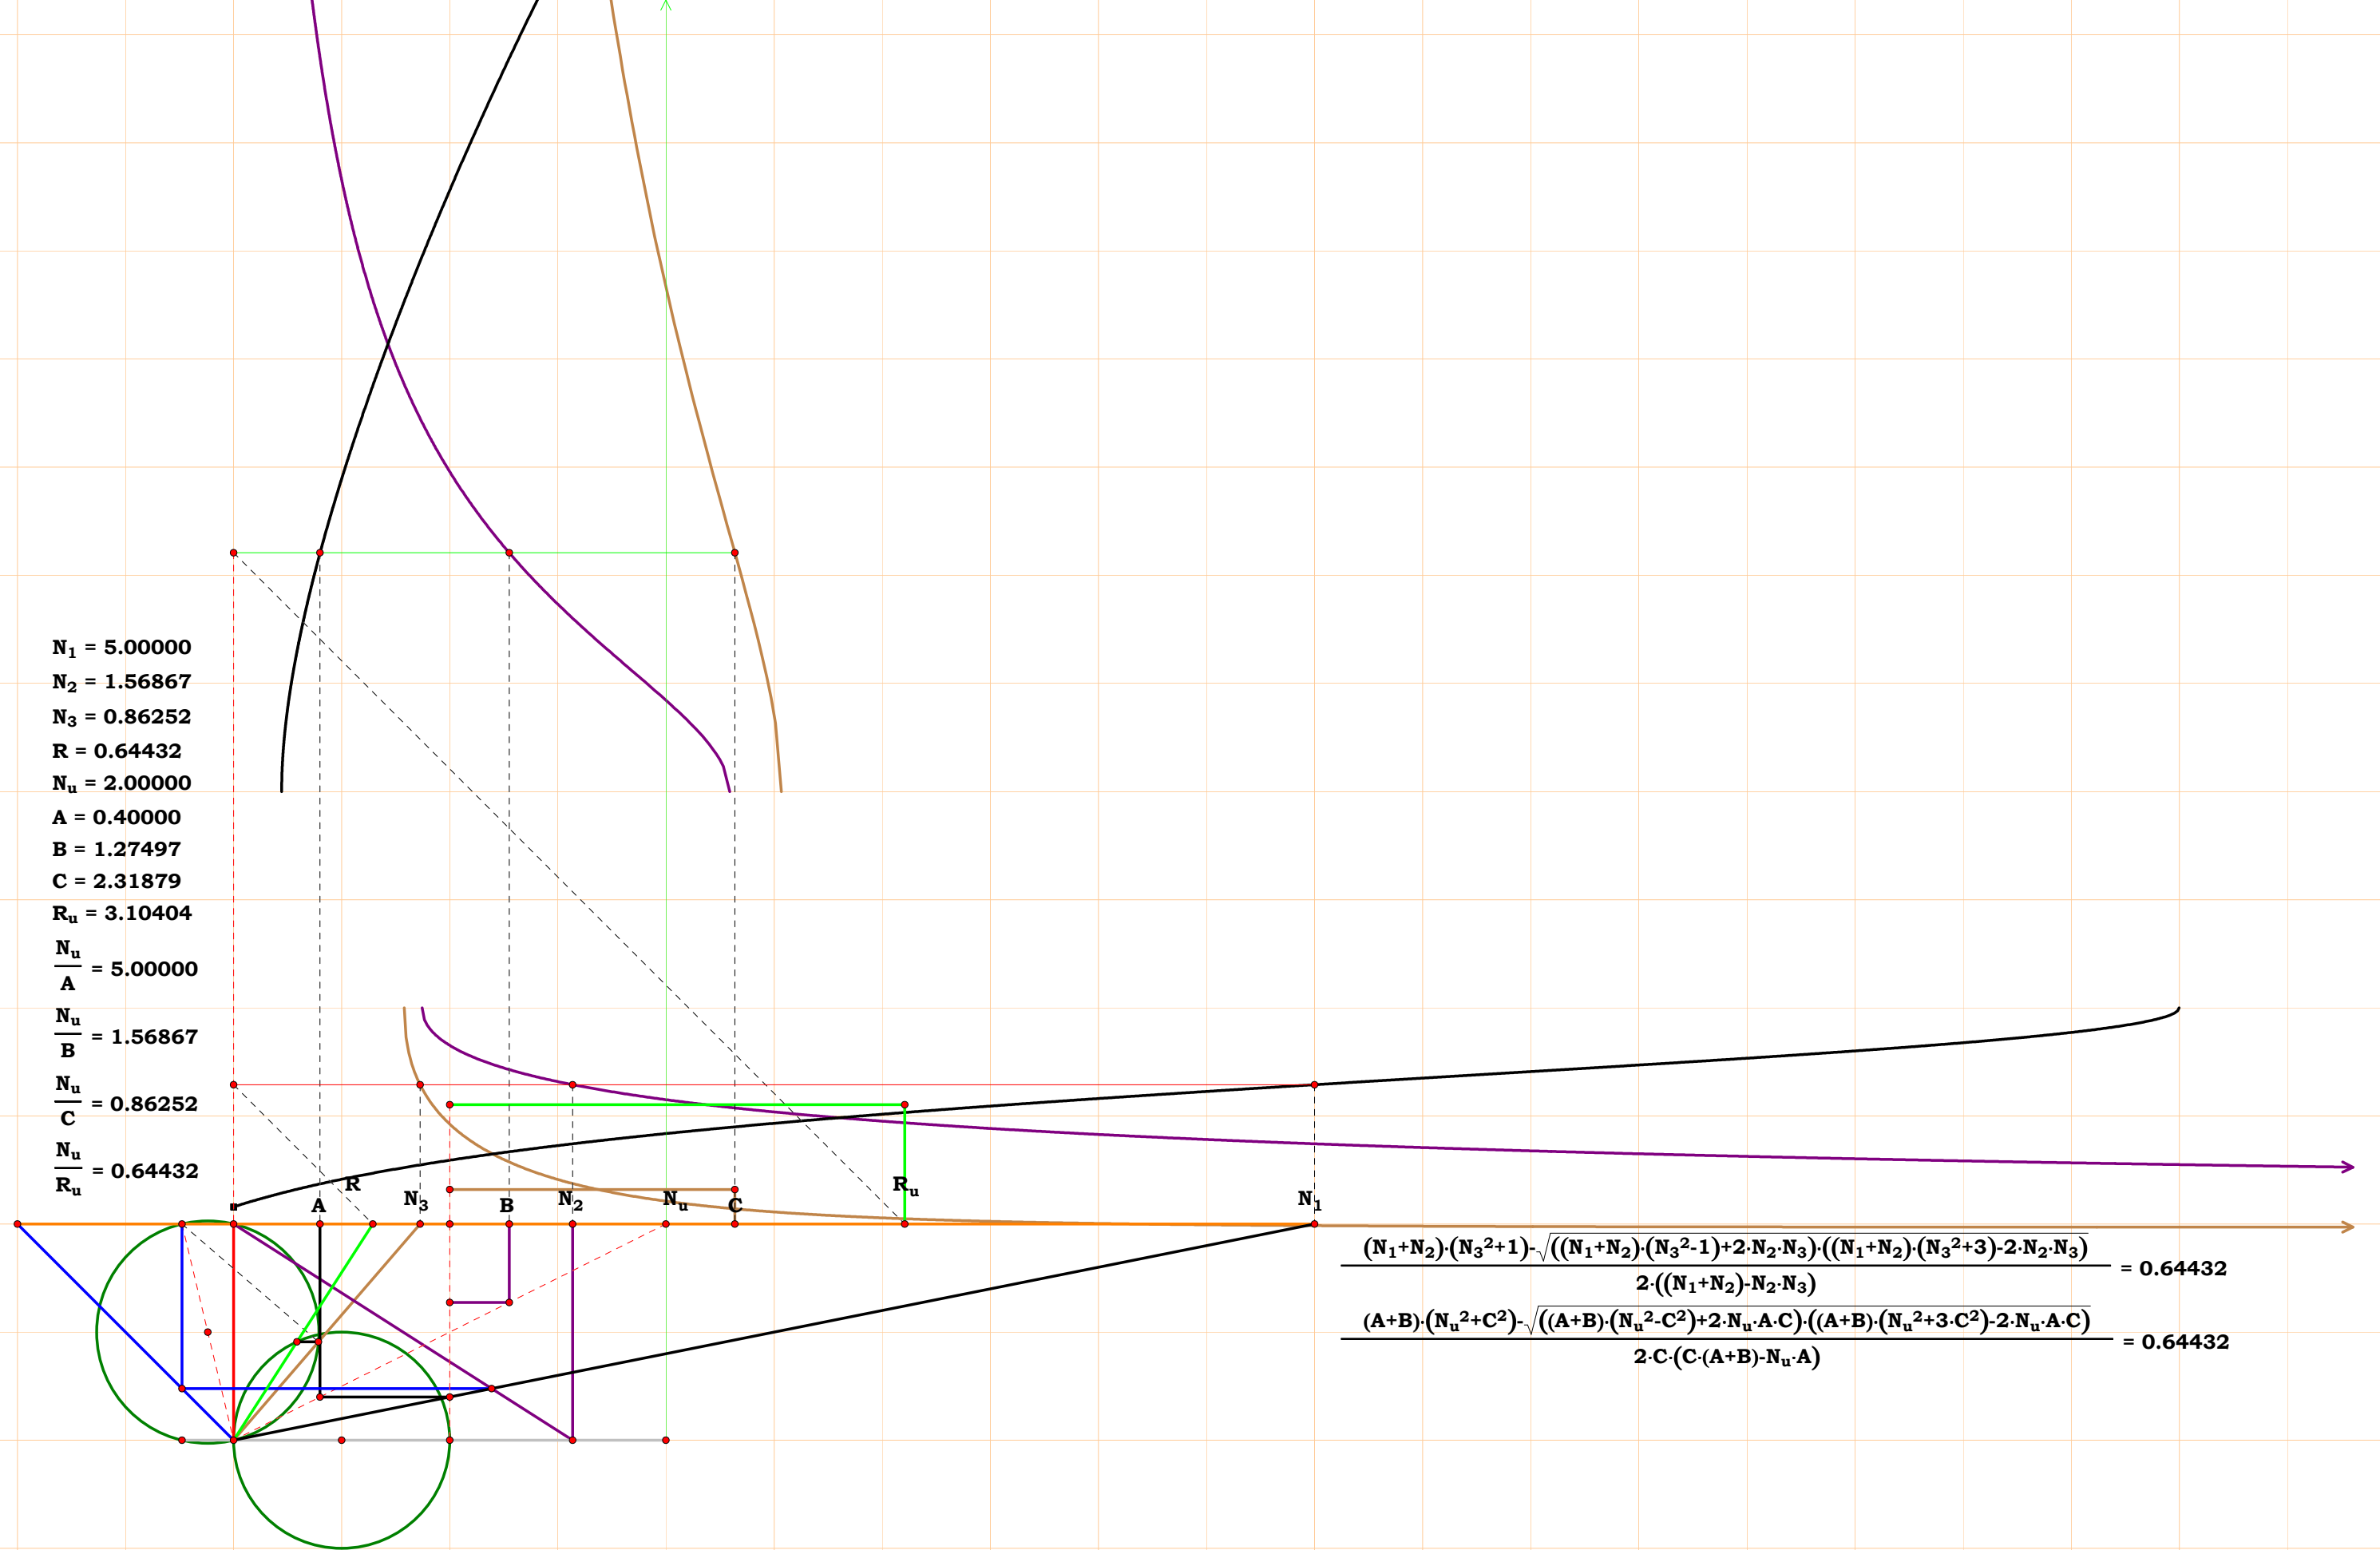 N₁ = 5.00000
N₂ = 1.56867
N₃ = 0.86252
R = 0.64432
Nᵤ = 2.00000
A = 0.40000
B = 1.27497
C = 2.31879
Rᵤ = 3.10404
Nᵤ/A = 5.00000
Nᵤ/B = 1.56867
Nᵤ/C = 0.86252
Nᵤ/Rᵤ = 0.64432
A R N₃ B N₂ Nᵤ C Rᵤ N₁
(N₁+N₂)·(N₃²+1)-√((N₁+N₂)·(N₃²-1)+2·N₂·N₃)·((N₁+N₂)·(N₃²+3)-2·N₂·N₃)
2·((N₁+N₂)-N₂·N₃)
= 0.64432
(A+B)·(Nᵤ²+C²)-√((A+B)·(Nᵤ²-C²)+2·Nᵤ·A·C)·((A+B)·(Nᵤ²+3·C²)-2·Nᵤ·A·C)
2·C·(C·(A+B)-Nᵤ·A)
= 0.64432